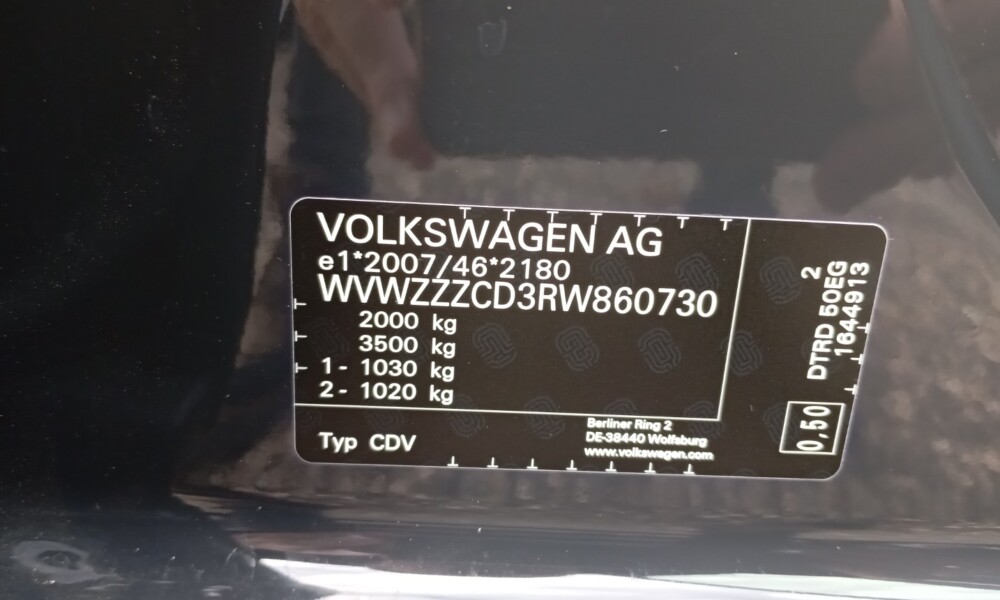 VOLKSWAGEN AG
e1*2007/46*2180
WVWZZZCD3RW860730
2000 kg
3500 kg
1- 1030 kg
2- 1020 kg
Typ CDV
Berliner Ring 2
DE-38440 Wolfsburg
www.volkswagen.com
2
DTRD 50EG
1644913
0,50